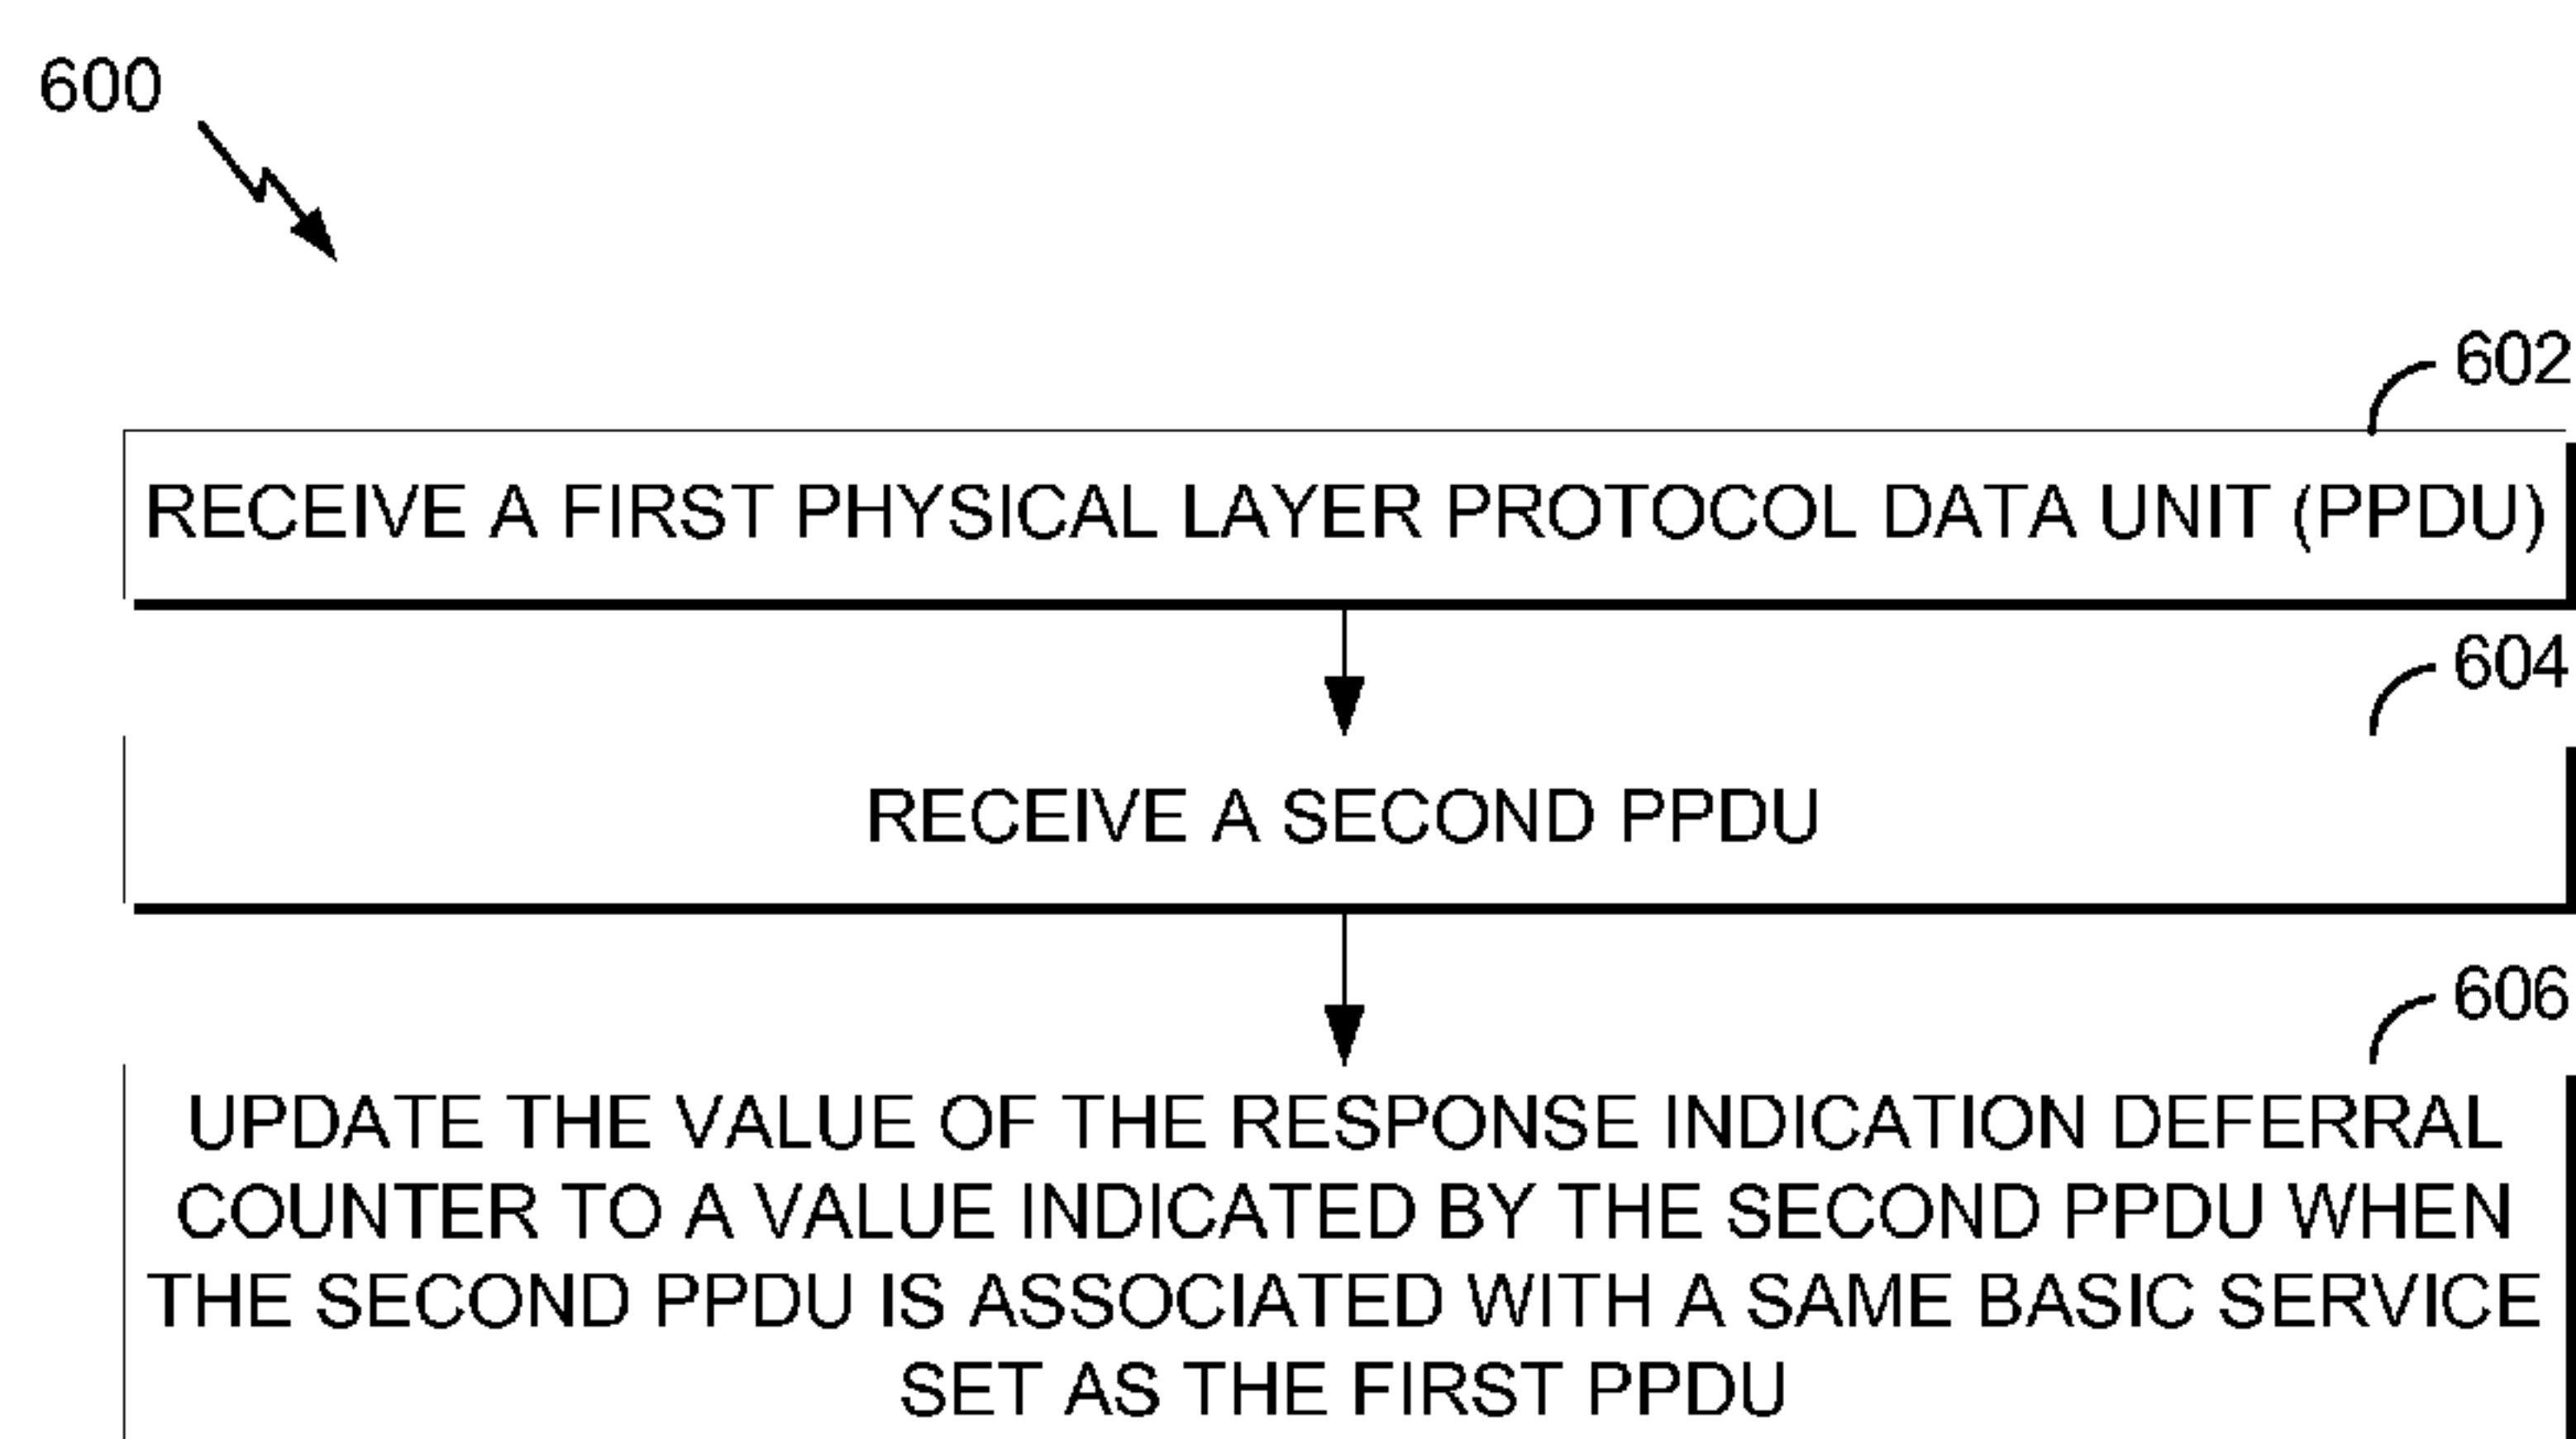 600
602
RECEIVE A FIRST PHYSICAL LAYER PROTOCOL DATA UNIT (PPDU)
604
RECEIVE A SECOND PPDU
606
UPDATE THE VALUE OF THE RESPONSE INDICATION DEFERRAL
COUNTER TO A VALUE INDICATED BY THE SECOND PPDU WHEN
THE SECOND PPDU IS ASSOCIATED WITH A SAME BASIC SERVICE
SET AS THE FIRST PPDU